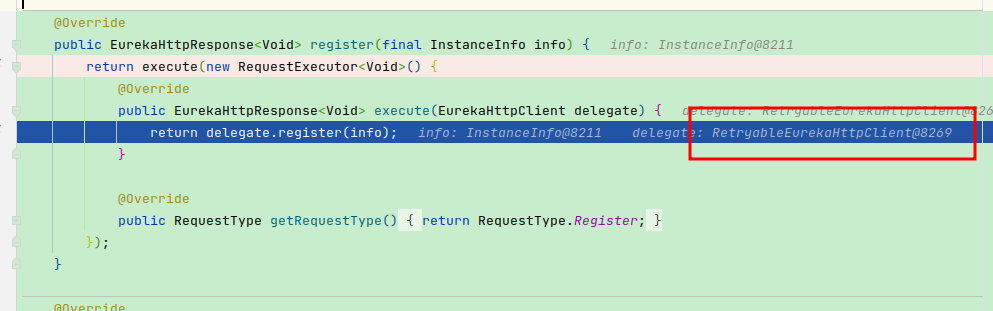 @Override
public EurekaHttpResponse<Void> register(final InstanceInfo info) { info: InstanceInfo@8211
return execute(new RequestExecutor<Void>() {
@Override
public EurekaHttpResponse<Void> execute(EurekaHttpClient delegate) { delegate: RetryableEurekaHttpClient@826
return delegate.register(info); info: InstanceInfo@8211 delegate: RetryableEurekaHttpClient@8269
}
@Override
public RequestType getRequestType() { return RequestType.Register; }
});
}
@Override